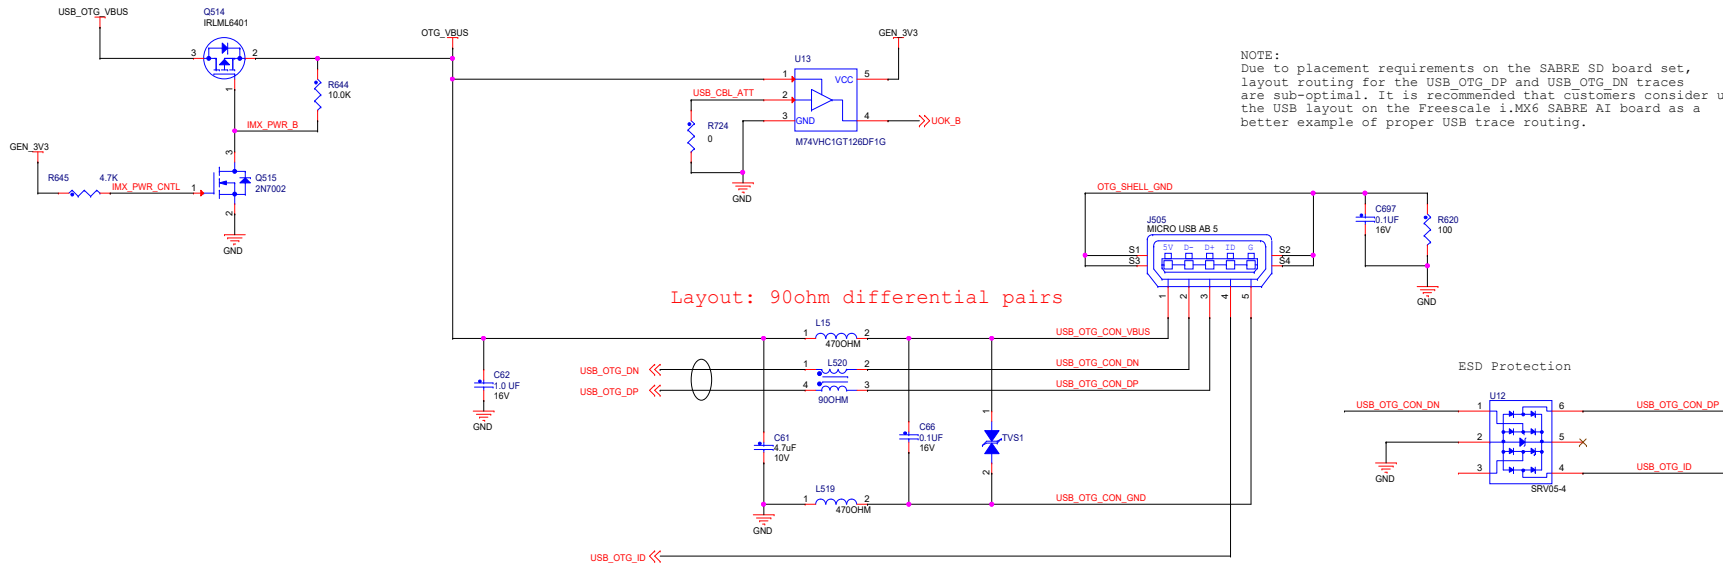 USB_OTG_VBUS
Q514
IRLML6401
3
2
1
R644
10.0K
IMX_PWR_B
GEN_3V3
R645
4.7K
IMX_PWR_CNTL
1
3
Q515
2N7002
2
GND
OTG_VBUS
U13
GEN_3V3
1
VCC
5
USB_CBL_ATT
2
3
GND
4
UOK_B
R724
0
M74VHC1GT126DF1G
GND
NOTE:
Due to placement requirements on the SABRE SD board set,
layout routing for the USB_OTG_DP and USB_OTG_DN traces
are sub-optimal. It is recommended that customers consider u
the USB layout on the Freescale i.MX6 SABRE AI board as a
better example of proper USB trace routing.
OTG_SHELL_GND
J505
MICRO USB AB 5
5V D- D+ ID G
S1
S3
S2
S4
1
2
3
4
5
C697
0.1UF
16V
R620
100
GND
Layout: 90ohm differential pairs
L15
1
2
470OHM
USB_OTG_CON_VBUS
USB_OTG_DN
1
L520
2
USB_OTG_CON_DN
USB_OTG_DP
4
3
90OHM
USB_OTG_CON_DP
C62
1.0 UF
16V
GND
C61
4.7uF
10V
C66
0.1UF
16V
1
TVS1
2
L519
1
2
470OHM
USB_OTG_CON_GND
GND
USB_OTG_ID
ESD Protection
U12
USB_OTG_CON_DN
1
6
USB_OTG_CON_DP
2
5
3
4
USB_OTG_ID
GND
SRV05-4